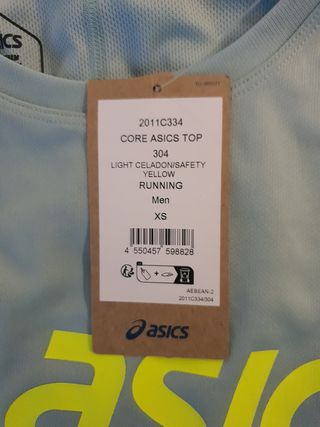 asics
2011C334
CORE ASICS TOP
304
LIGHT CELADON/SAFETY
YELLOW
RUNNING
Men
XS
4 550457 598828
AEBEAN-2
2011C334/304
asics
asic